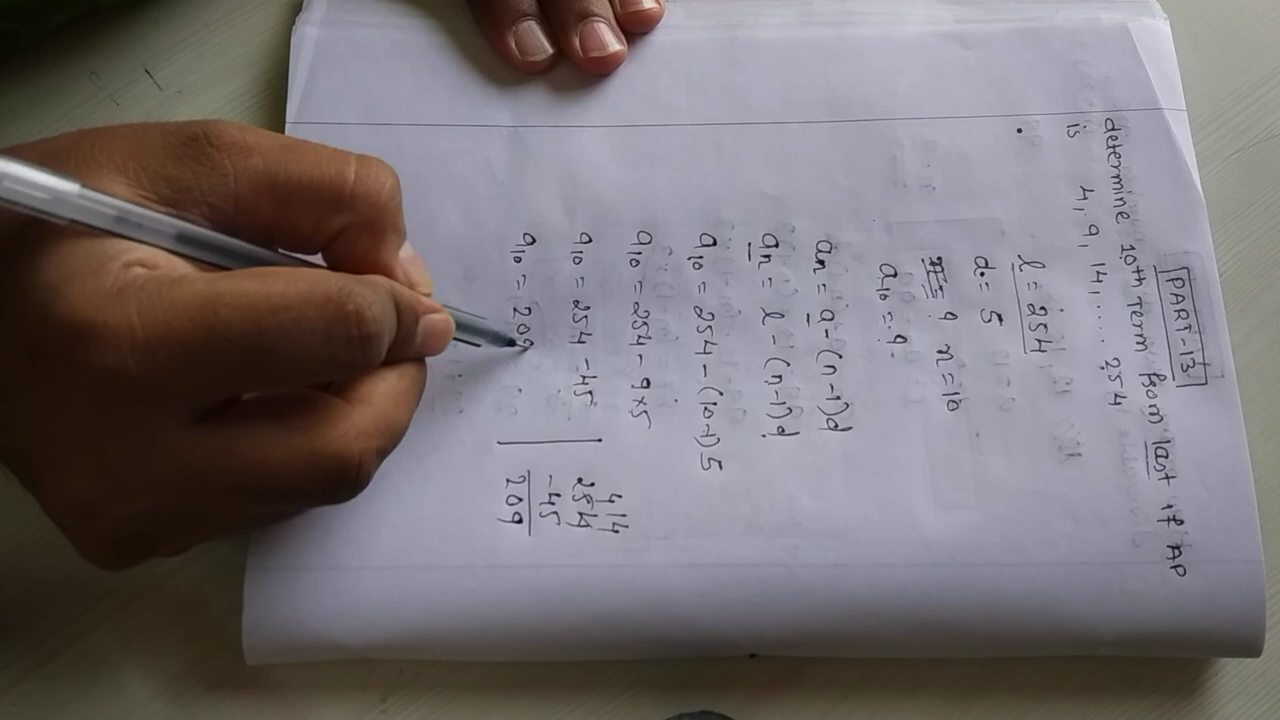 PART-13
determine 10th term from last if AP
is 4, 9, 14, ... 254
l = 254
d = 5
n = ? n = 10
a10 = ?
an = a - (n-1)d
an = l - (n-1)d
a10 = 254 - (10-1)5
a10 = 254 - 9×5
a10 = 254 - 45
a10 = 209
414
254
-45
209